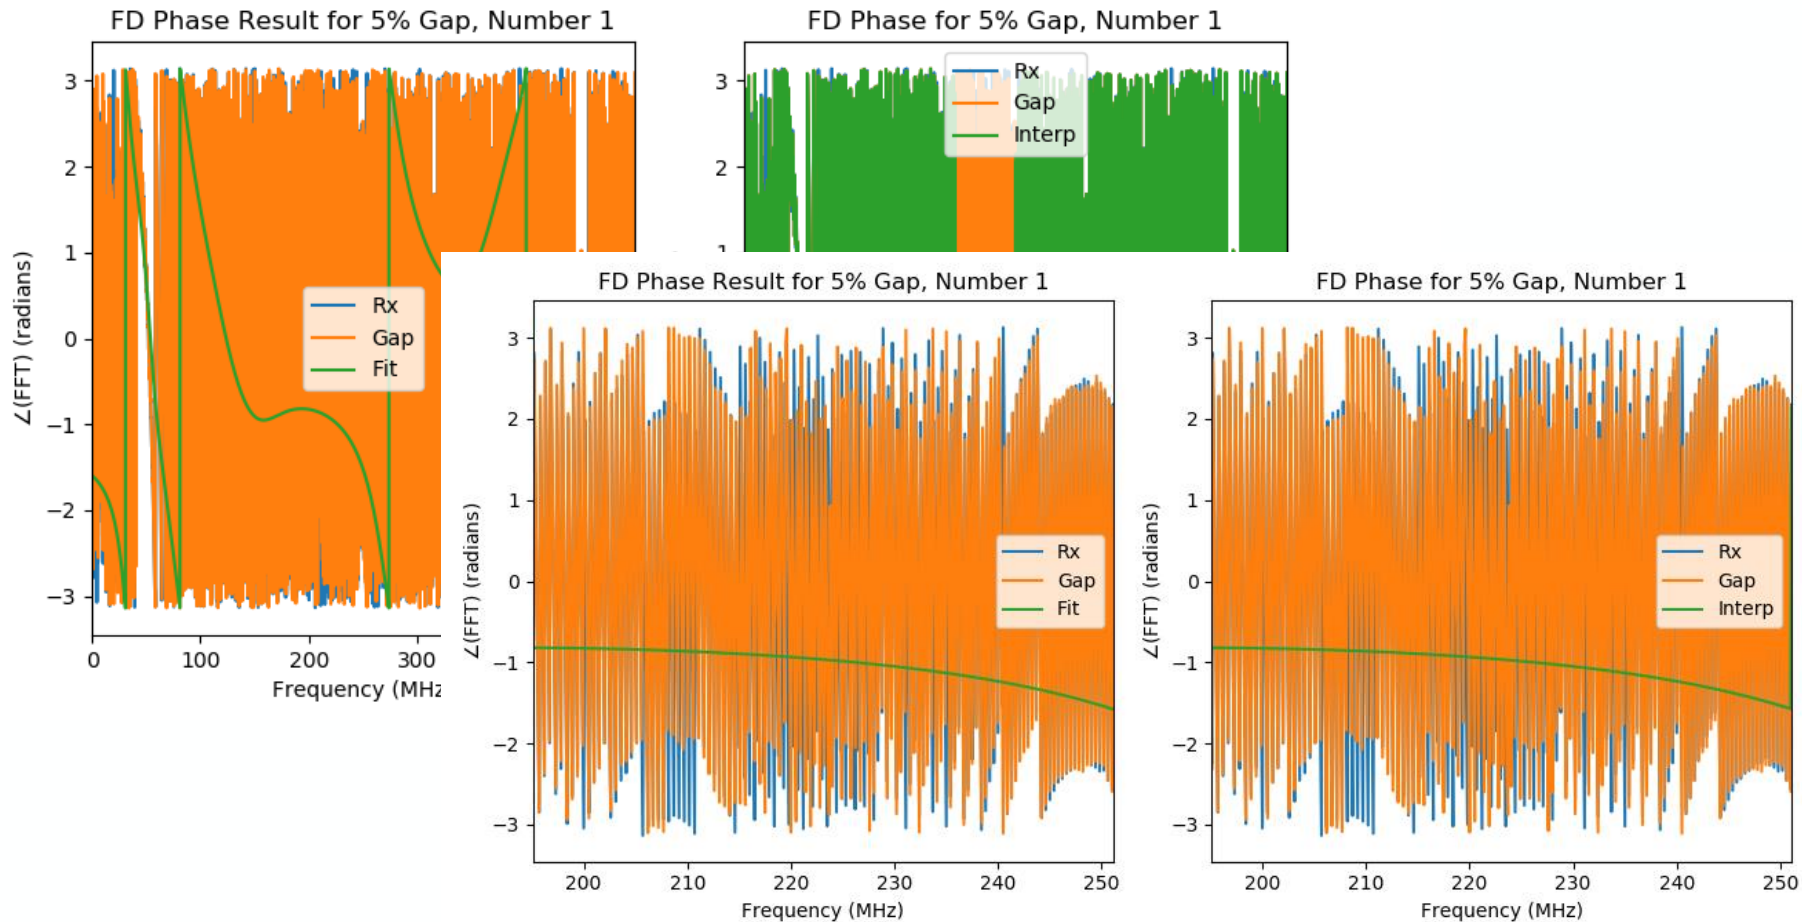 FD Phase Result for 5% Gap, Number 1
∠(FFT) (radians)
3
2
1
0
−1
−2
−3
Rx
Gap
Fit
0
100
200
300
Frequency (MHz
FD Phase for 5% Gap, Number 1
3
2
1
Rx
Gap
Interp
FD Phase Result for 5% Gap, Number 1
∠(FFT) (radians)
3
2
1
0
−1
−2
−3
Rx
Gap
Fit
200
210
220
230
240
250
Frequency (MHz)
FD Phase for 5% Gap, Number 1
∠(FFT) (radians)
3
2
1
0
−1
−2
−3
Rx
Gap
Interp
200
210
220
230
240
250
Frequency (MHz)